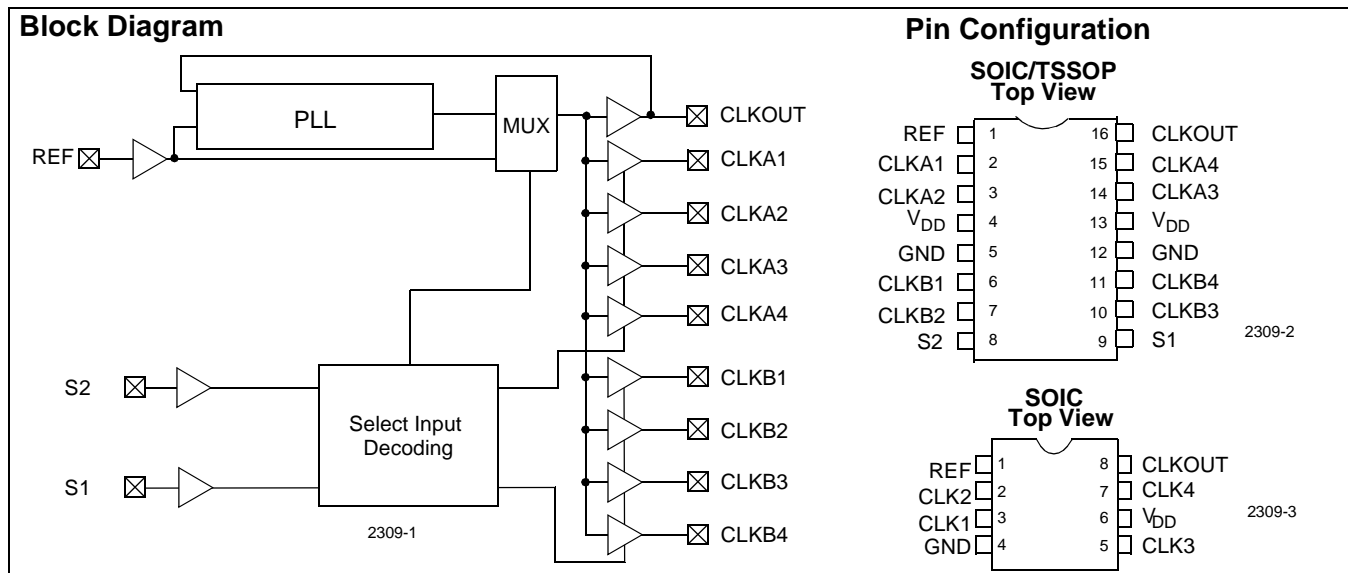 Block Diagram
PLL
MUX
REF
S2
S1
Select Input
Decoding
2309-1
CLKOUT
CLKA1
CLKA2
CLKA3
CLKA4
CLKB1
CLKB2
CLKB3
CLKB4
Pin Configuration
SOIC/TSSOP
Top View
REF 1 16 CLKOUT
CLKA1 2 15 CLKA4
CLKA2 3 14 CLKA3
VDD 4 13 VDD
GND 5 12 GND
CLKB1 6 11 CLKB4
CLKB2 7 10 CLKB3
S2 8 9 S1
2309-2
SOIC
Top View
REF 1 8 CLKOUT
CLK2 2 7 CLK4
CLK1 3 6 VDD
GND 4 5 CLK3
2309-3